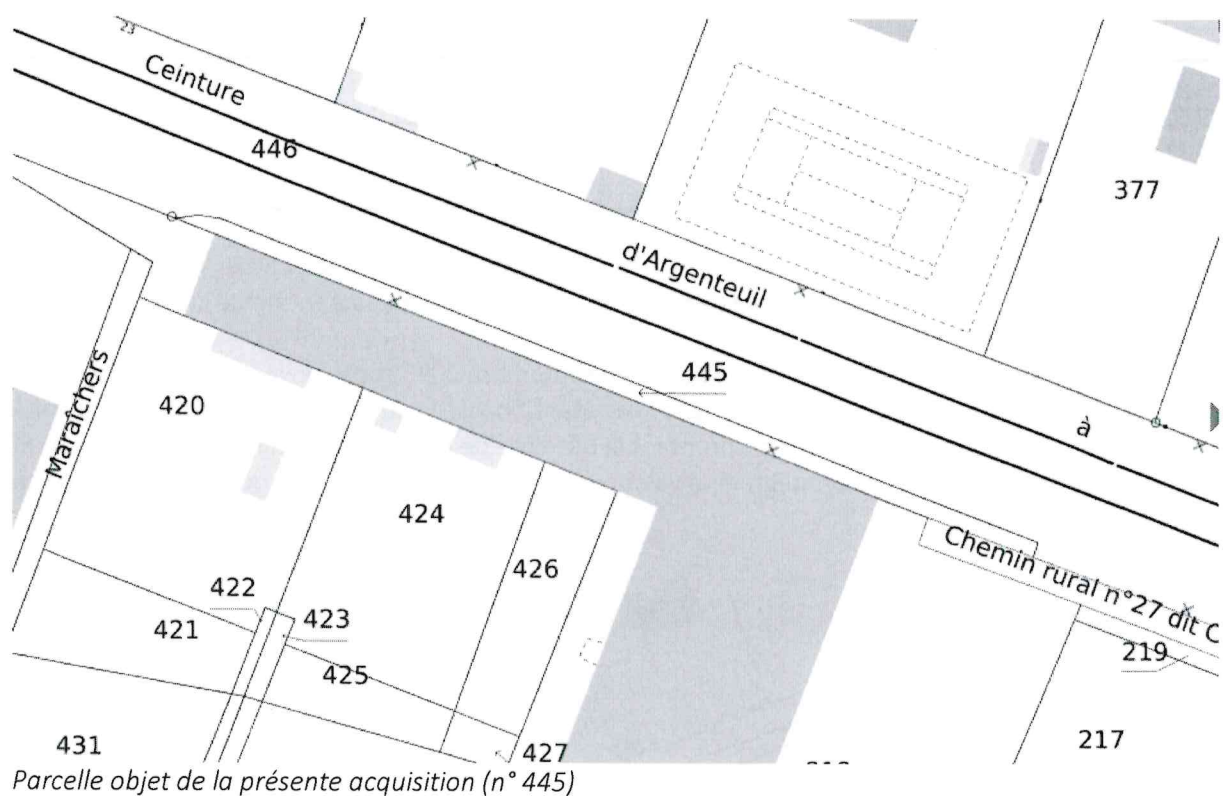 23
Ceinture
446
d'Argenteuil
377
445
à
Maraîchers
420
424
426
422
423
421
425
Chemin rural n°27 dit C
219
431
427
217
Parcelle objet de la présente acquisition (n° 445)